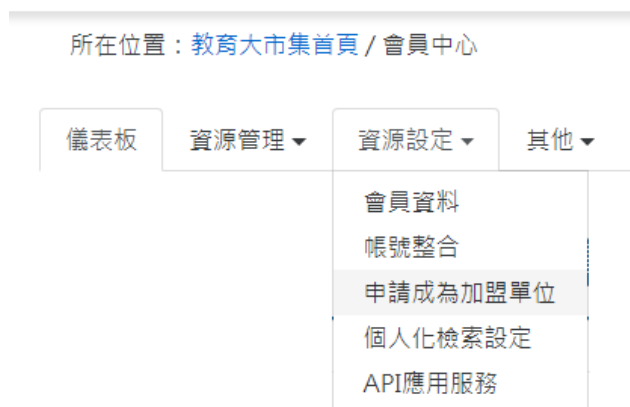 所在位置：教育大市集首頁 / 會員中心
儀表板 資源管理 資源設定 其他
會員資料
帳號整合
申請成為加盟單位
個人化檢索設定
API應用服務